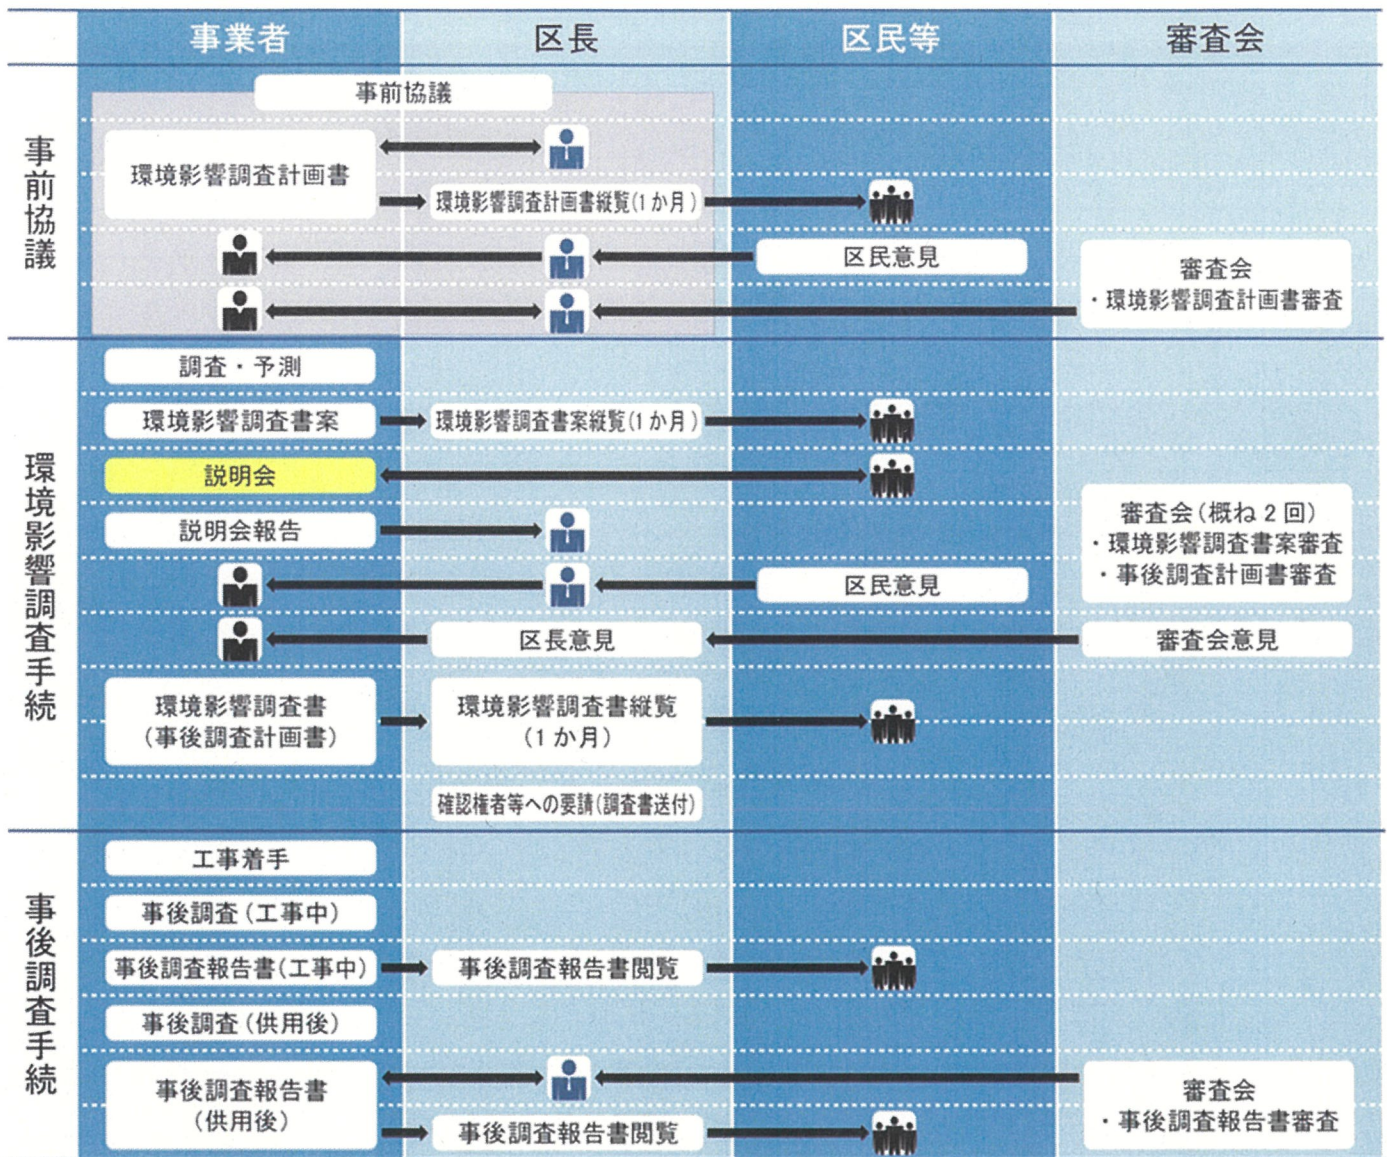 事業者
区長
区民等
審査会
事前協議
事前協議
環境影響調査計画書
環境影響調査計画書縦覧(1か月)
区民意見
審査会
・環境影響調査計画書審査
環境影響調査手続
調査・予測
環境影響調査書案
環境影響調査書案縦覧(1か月)
説明会
説明会報告
審査会(概ね2回)
・環境影響調査書案審査
・事後調査計画書審査
区民意見
区長意見
審査会意見
環境影響調査書
(事後調査計画書)
環境影響調査書縦覧
(1か月)
確認権者等への要請(調査書送付)
事後調査手続
工事着手
事後調査(工事中)
事後調査報告書(工事中)
事後調査報告書閲覧
事後調査(供用後)
事後調査報告書
(供用後)
審査会
・事後調査報告書審査
事後調査報告書閲覧